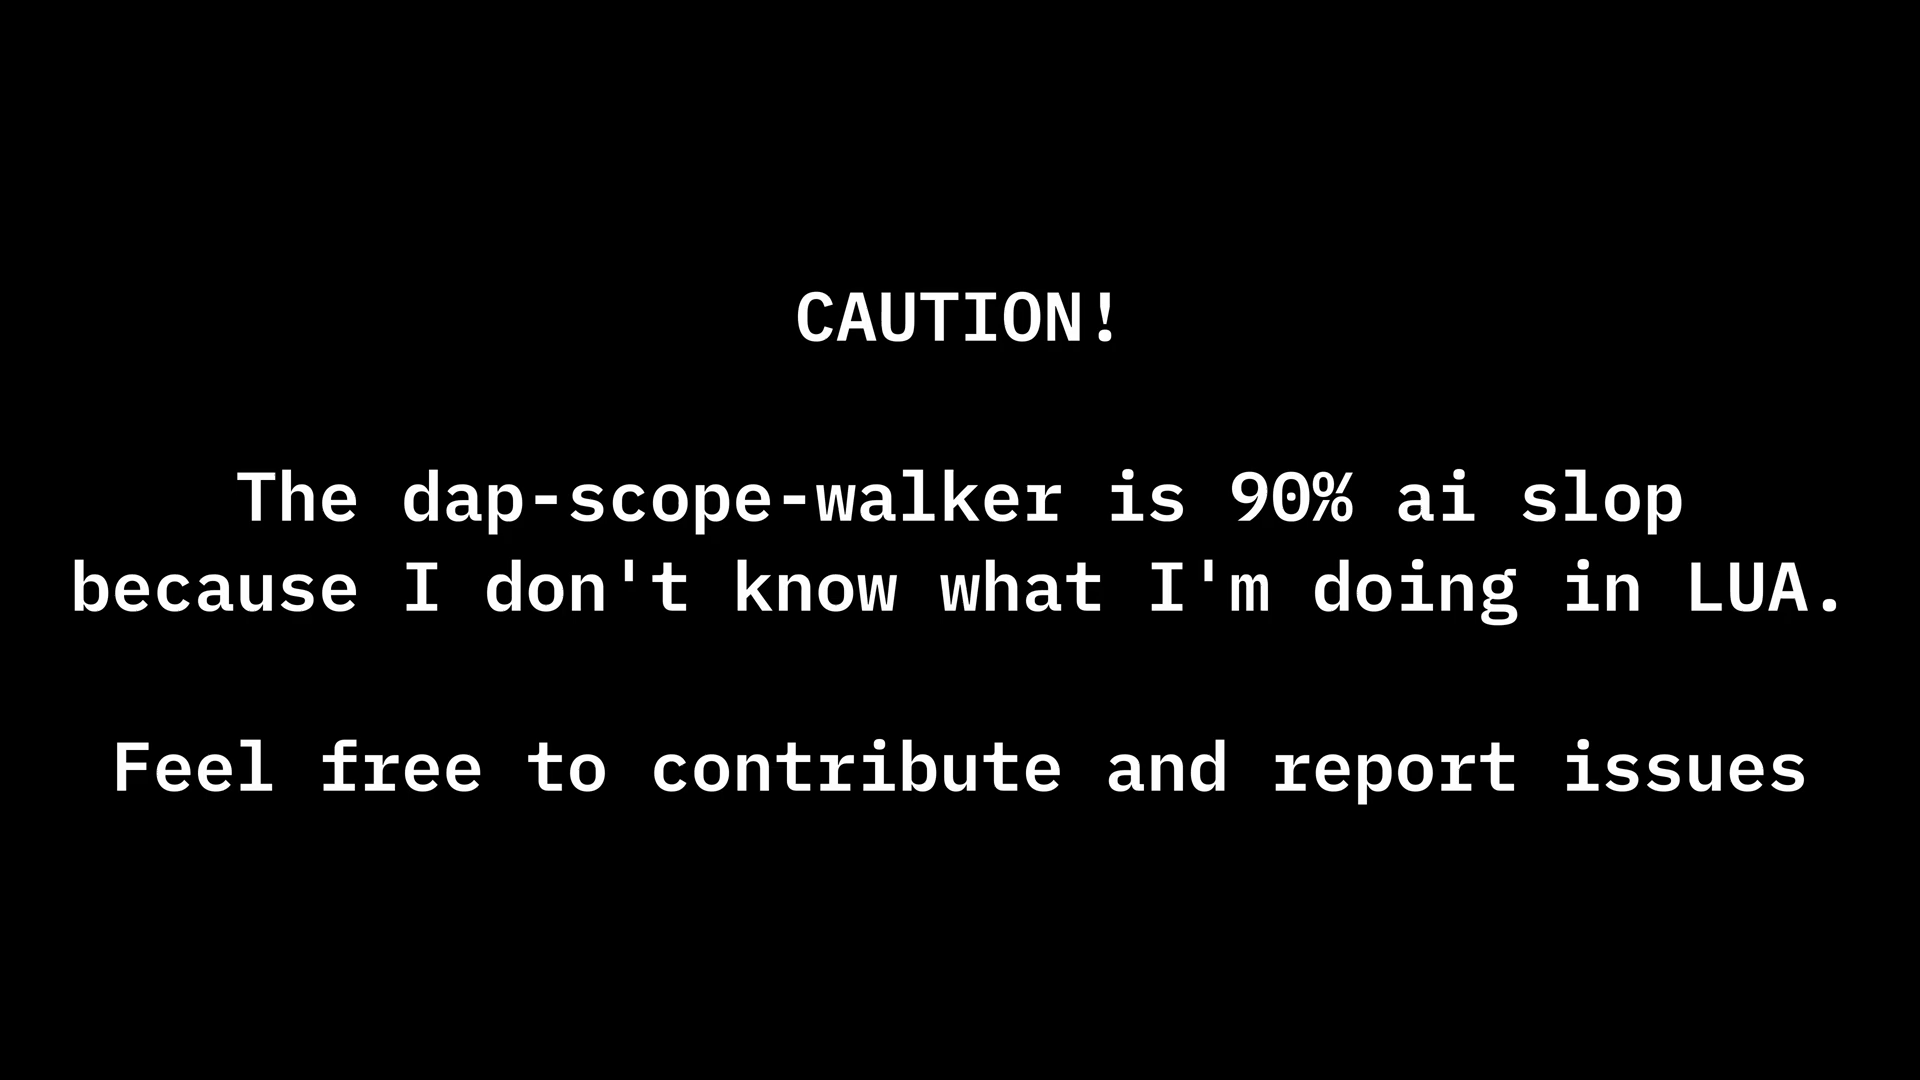 CAUTION!
The dap-scope-walker is 90% ai slop
because I don't know what I'm doing in LUA.
Feel free to contribute and report issues